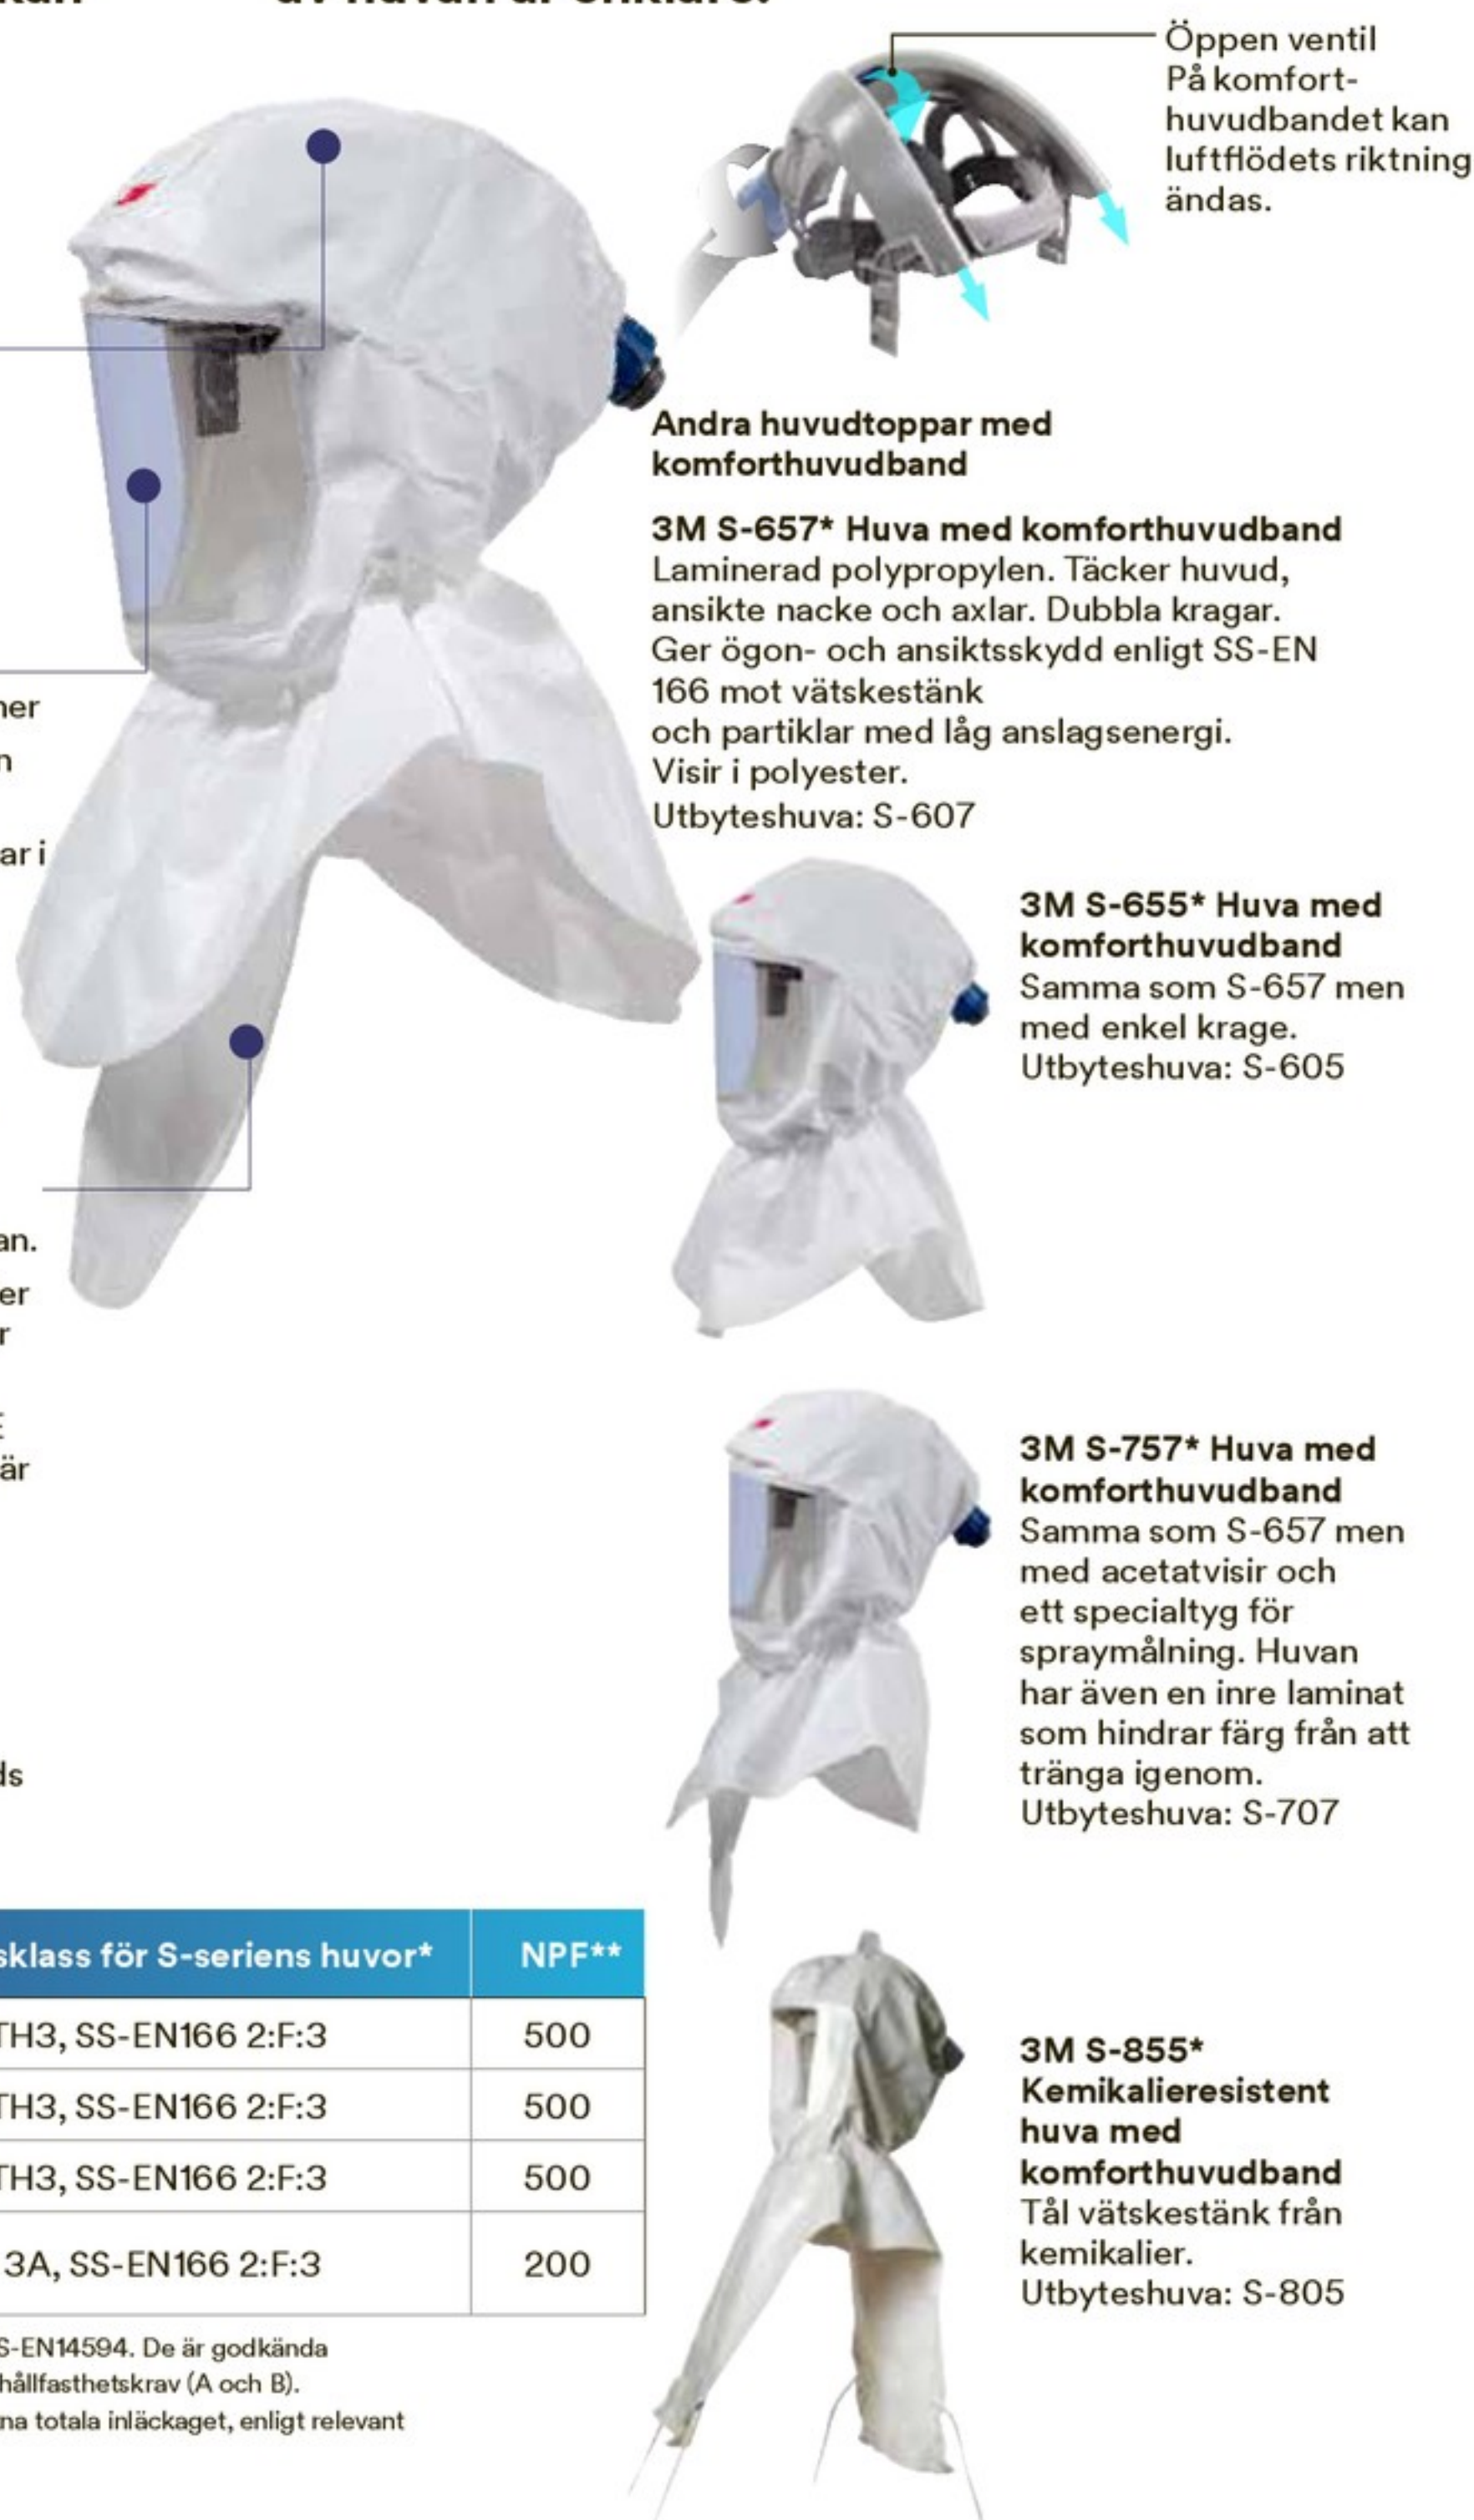 Öppen ventil
På komfort-
huvudbandet kan
luftflödets riktning
ändas.
Andra huvudtoppar med
komforthuvudband
3M S-657* Huva med komforthuvudband
Laminerad polypropylen. Täcker huvud,
ansikte nacke och axlar. Dubbla kragar.
Ger ögon- och ansiktsskydd enligt SS-EN
166 mot vätskestänk
och partiklar med låg anslagsenergi.
Visir i polyester.
Utbyteshuva: S-607
ner
n
ar i
3M S-655* Huva med
komforthuvudband
Samma som S-657 men
med enkel krage.
Utbyteshuva: S-605
an.
er
r
är
ds
3M S-757* Huva med
komforthuvudband
Samma som S-657 men
med acetatvisir och
ett specialtyg för
spraymålning. Huvan
har även en inre laminat
som hindrar färg från att
tränga igenom.
Utbyteshuva: S-707
sklass för S-seriens huvor* NPF**
TH3, SS-EN166 2:F:3 500
TH3, SS-EN166 2:F:3 500
TH3, SS-EN166 2:F:3 500
3A, SS-EN166 2:F:3 200
S-EN14594. De är godkända
hållfasthetskrav (A och B).
na totala inläckaget, enligt relevant
3M S-855*
Kemikalieresistent
huva med
komforthuvudband
Tål vätskestänk från
kemikalier.
Utbyteshuva: S-805